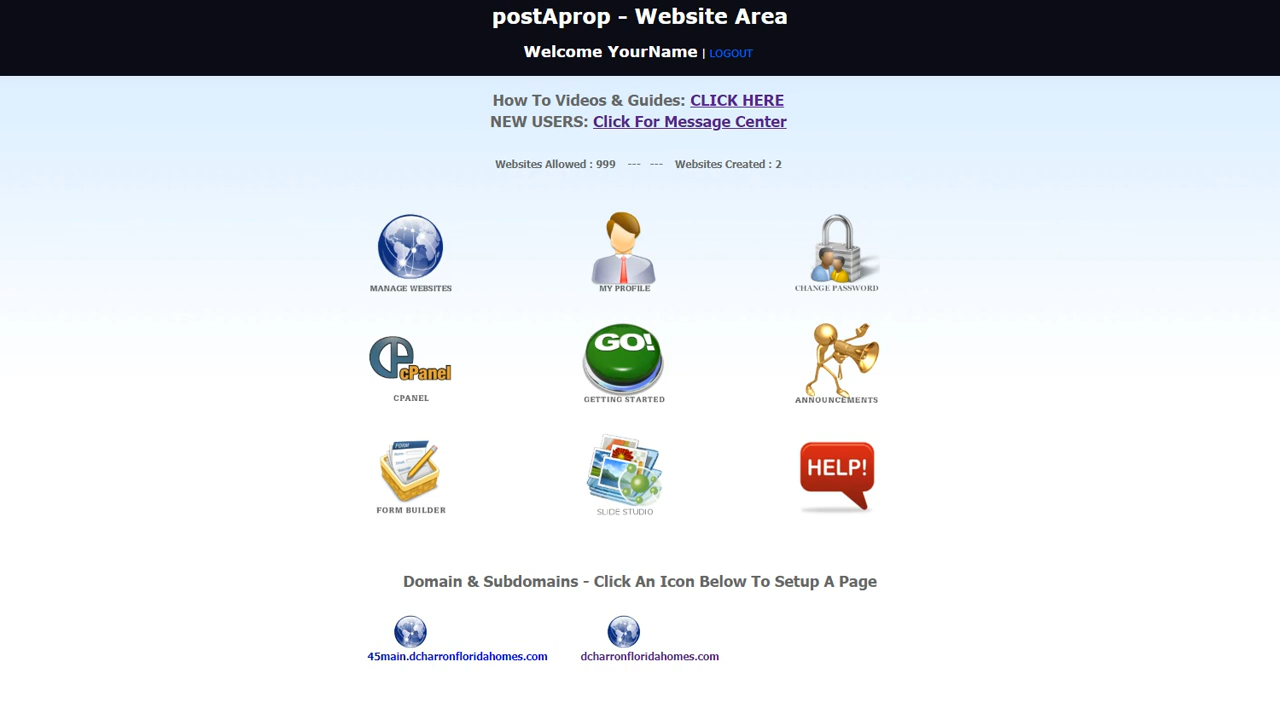 postAprop - Website Area
Welcome YourName | LOGOUT
How To Videos & Guides: CLICK HERE
NEW USERS: Click For Message Center
Websites Allowed : 999 --- --- Websites Created : 2
MANAGE WEBSITES
MY PROFILE
CHANGE PASSWORD
cPanel
CPANEL
GO!
GETTING STARTED
ANNOUNCEMENTS
FORM
FORM BUILDER
SLIDE STUDIO
HELP!
Domain & Subdomains - Click An Icon Below To Setup A Page
45main.dcharronfloridahomes.com
dcharronfloridahomes.com